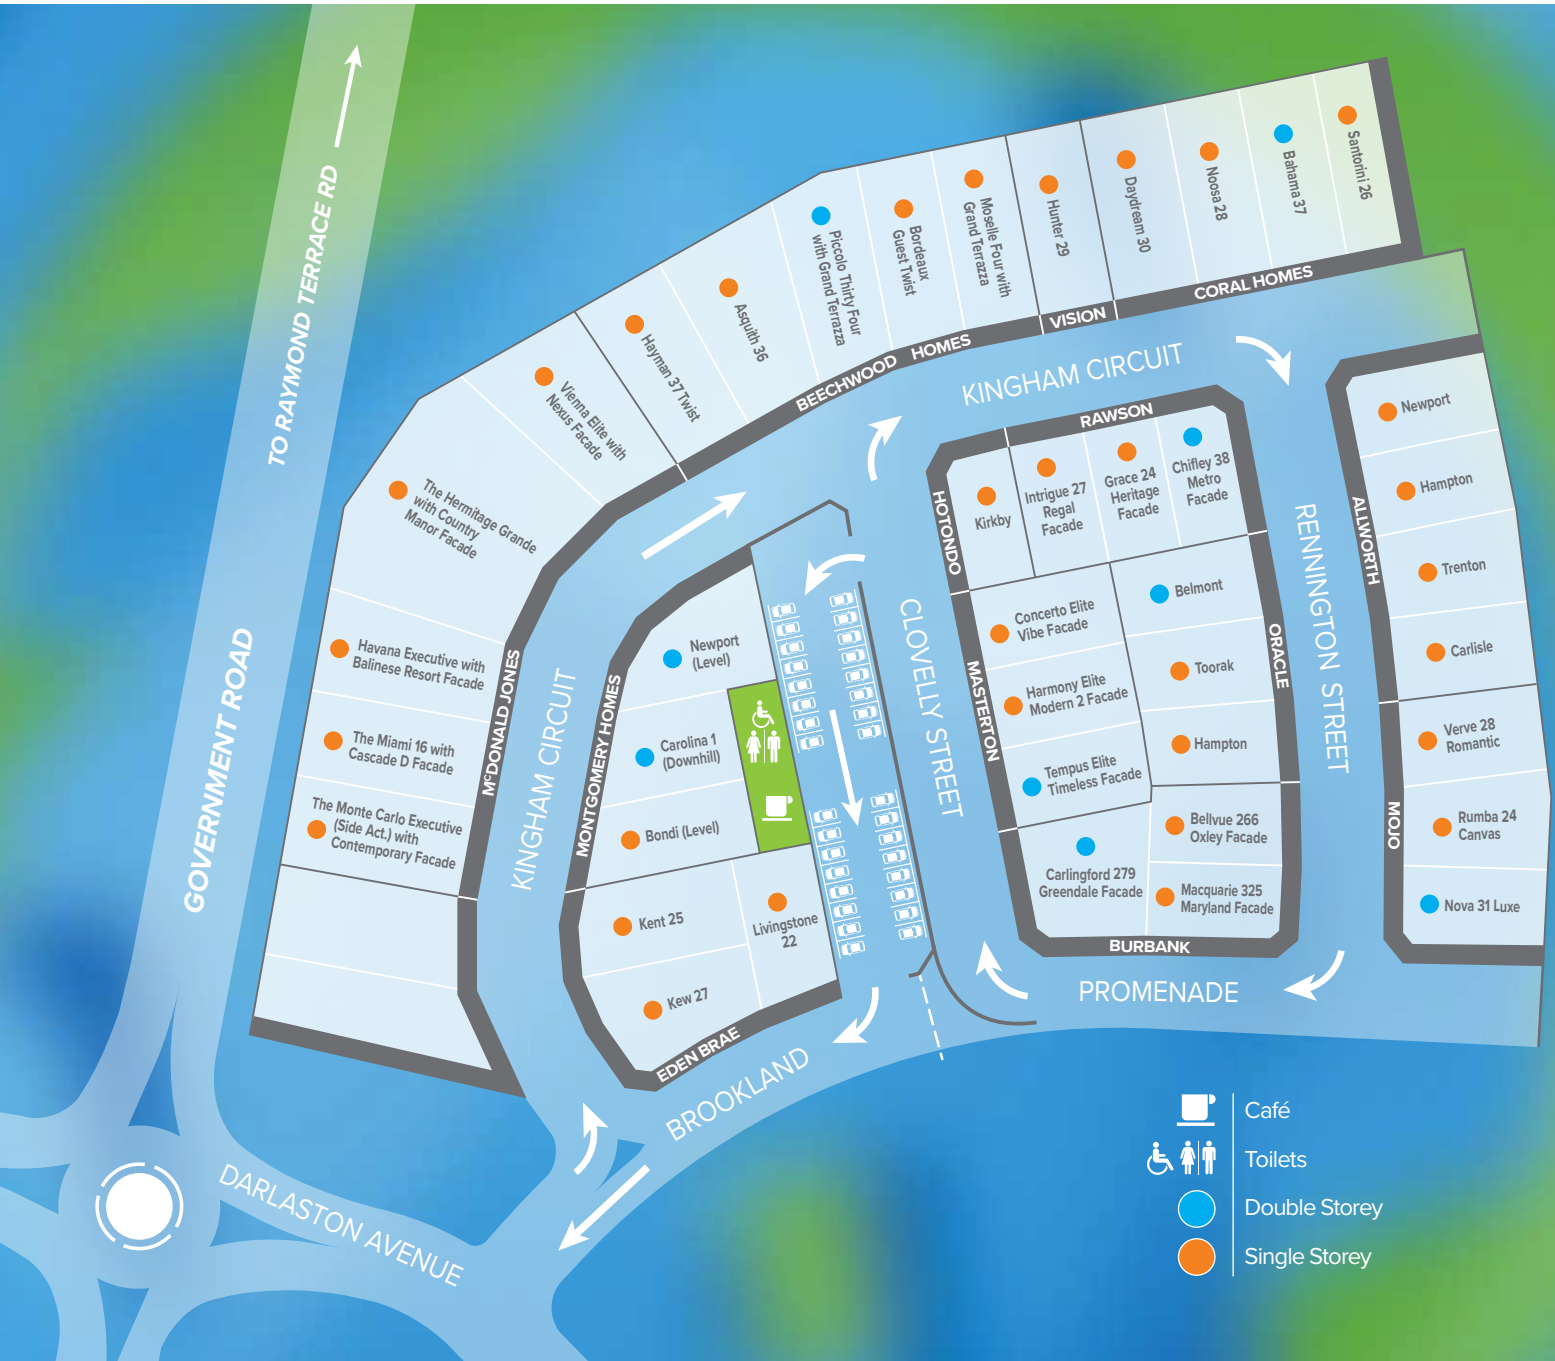 TO RAYMOND TERRACE RD
GOVERNMENT ROAD
DARLASTON AVENUE
KINGHAM CIRCUIT
KINGHAM CIRCUIT
CLOVELLY STREET
RENNINGTON STREET
BROOKLAND
PROMENADE
McDONALD JONES
The Hermitage Grande
with Country
Manor Facade
Vienna Elite with
Nexus Facade
Havana Executive with
Balinese Resort Facade
The Miami 16 with
Cascade D Facade
The Monte Carlo Executive
(Side Act.) with
Contemporary Facade
BEECHWOOD HOMES
Hayman 37 Twist
Asquith 36
Piccolo Thirty Four
with Grand Terrazza
Bordeaux
Guest Twist
Moselle Four with
Grand Terrazza
VISION
Hunter 29
CORAL HOMES
Daydream 30
Noosa 28
Bahama 37
Santorini 26
MONTGOMERY HOMES
Newport
(Level)
Carolina 1
(Downhill)
Bondi (Level)
EDEN BRAE
Kent 25
Livingstone
22
Kew 27
HOTONDO
Kirkby
RAWSON
Intrigue 27
Regal
Facade
Grace 24
Heritage
Facade
Chifley 38
Metro
Facade
MASTERTON
Concerto Elite
Vibe Facade
Harmony Elite
Modern 2 Facade
Tempus Elite
Timeless Facade
ORACLE
Belmont
Toorak
Hampton
BURBANK
Carlingford 279
Greendale Facade
Bellvue 266
Oxley Facade
Macquarie 325
Maryland Facade
ALLWORTH
Newport
Hampton
Trenton
Carlisle
MOJO
Verve 28
Romantic
Rumba 24
Canvas
Nova 31 Luxe
Café
Toilets
Double Storey
Single Storey